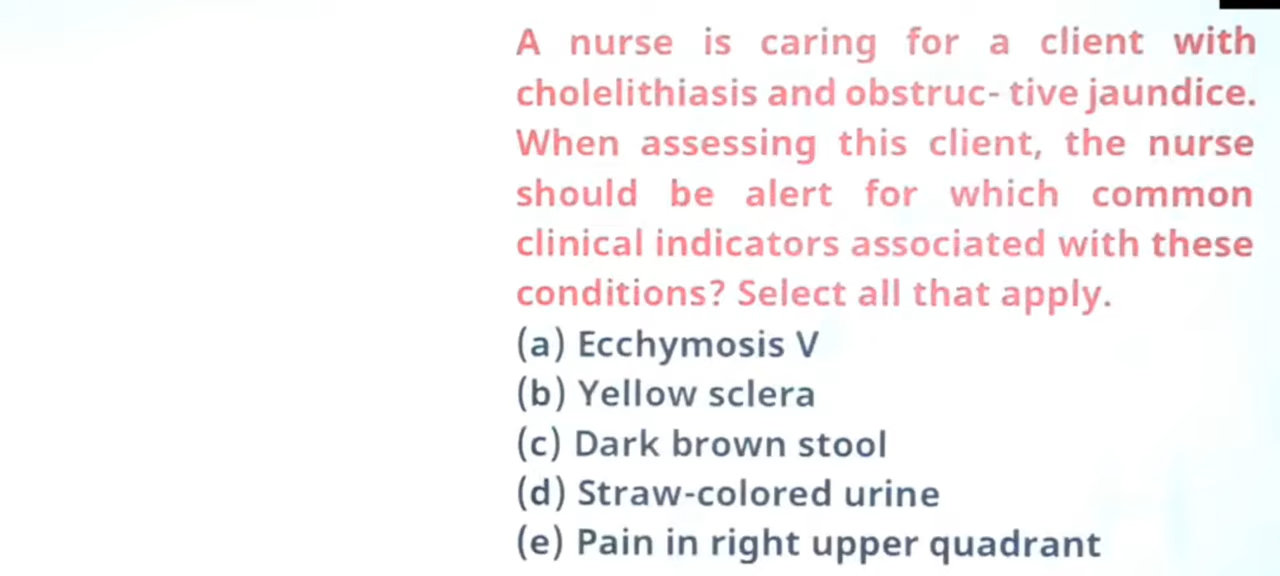 A nurse is caring for a client with
cholelithiasis and obstruc- tive jaundice.
When assessing this client, the nurse
should be alert for which common
clinical indicators associated with these
conditions? Select all that apply.
(a) Ecchymosis V
(b) Yellow sclera
(c) Dark brown stool
(d) Straw-colored urine
(e) Pain in right upper quadrant